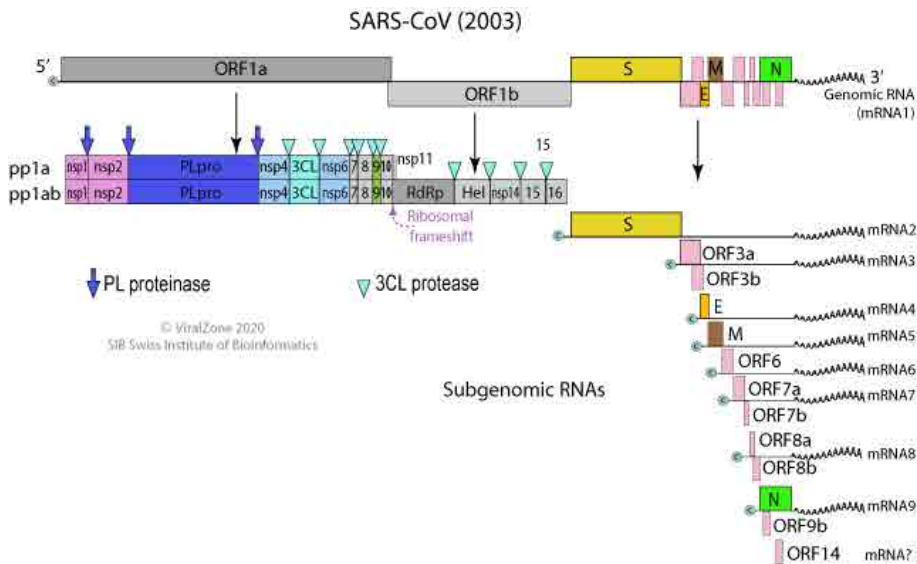 SARS-CoV (2003)
5’
ORF1a
S
M
N
3’
ORF1b
E
Genomic RNA
(mRNA1)
15
nsp11
pp1a
nsp1
nsp2
PLpro
nsp4
3CL
nsp6
7
8
9
10
pp1ab
nsp1
nsp2
PLpro
nsp4
3CL
nsp6
7
8
9
10
RdRp
Hel
nsp14
15
16
Ribosomal
frameshift
S
mRNA2
ORF3a
mRNA3
ORF3b
PL proteinase
3CL protease
E
mRNA4
© ViralZone 2020
SIB Swiss Institute of Bioinformatics
M
mRNA5
ORF6
mRNA6
Subgenomic RNAs
ORF7a
mRNA7
ORF7b
ORF8a
mRNA8
ORF8b
N
mRNA9
ORF9b
ORF14
mRNA?